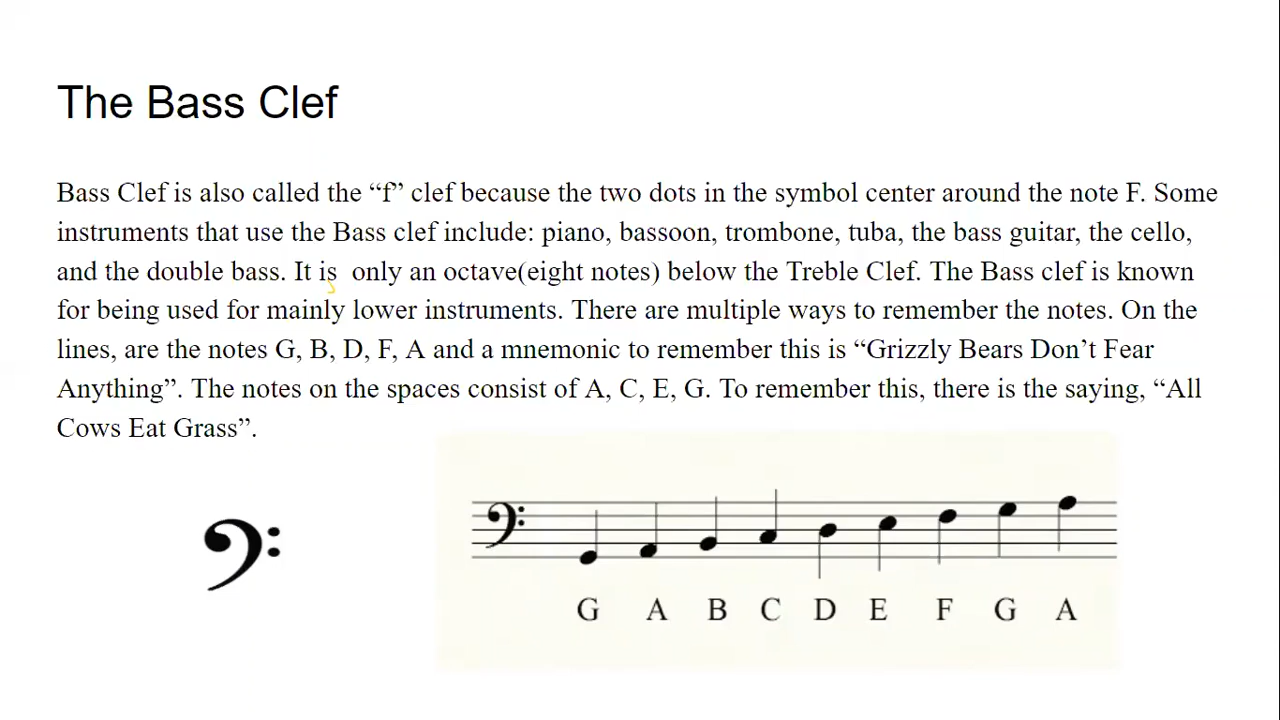 The Bass Clef
Bass Clef is also called the “f” clef because the two dots in the symbol center around the note F. Some
instruments that use the Bass clef include: piano, bassoon, trombone, tuba, the bass guitar, the cello,
and the double bass. It is  only an octave(eight notes) below the Treble Clef. The Bass clef is known
for being used for mainly lower instruments. There are multiple ways to remember the notes. On the
lines, are the notes G, B, D, F, A and a mnemonic to remember this is “Grizzly Bears Don’t Fear
Anything”. The notes on the spaces consist of A, C, E, G. To remember this, there is the saying, “All
Cows Eat Grass”.
G A B C D E F G A